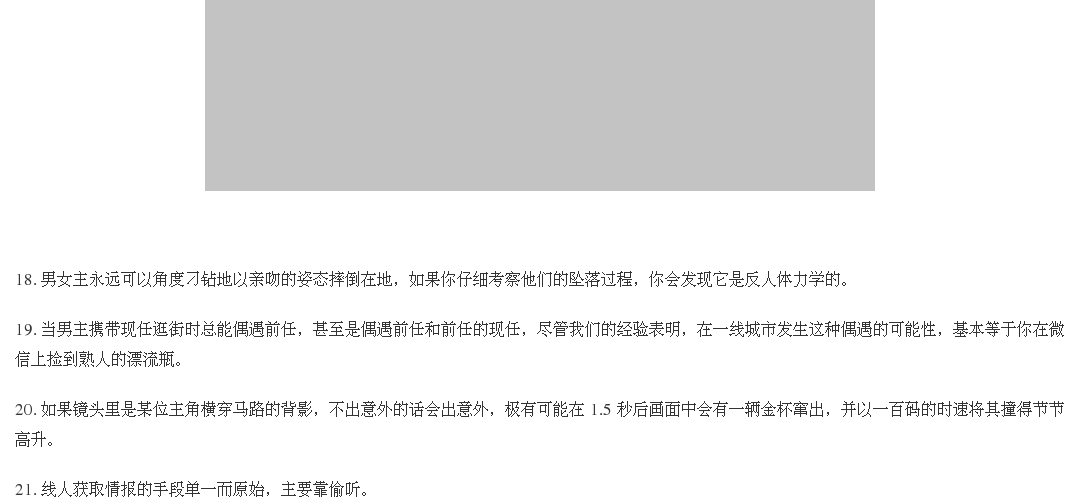 18. 男女主永远可以角度刁钻地以亲吻的姿态摔倒在地，如果你仔细考察他们的坠落过程，你会发现它是反人体力学的。
19. 当男主携带现任逛街时总能偶遇前任，甚至是偶遇前任和前任的现任，尽管我们的经验表明，在一线城市发生这种偶遇的可能性，基本等于你在微
信上捡到熟人的漂流瓶。
20. 如果镜头里是某位主角横穿马路的背影，不出意外的话会出意外，极有可能在 1.5 秒后画面中会有一辆金杯窜出，并以一百码的时速将其撞得节节
高升。
21. 线人获取情报的手段单一而原始，主要靠偷听。